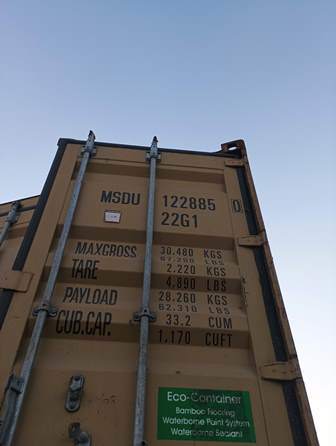 MSDU 122885 0
22G1
MAXGROSS 30.480 KGS
67.200 LBS
TARE 2.220 KGS
4.890 LBS
PAYLOAD 28.260 KGS
62.310 LBS
CUB.CAP. 33.2 CUM
1.170 CUFT
Eco-Container
Bamboo Flooring
Waterborne Paint System
Waterborne Sealant